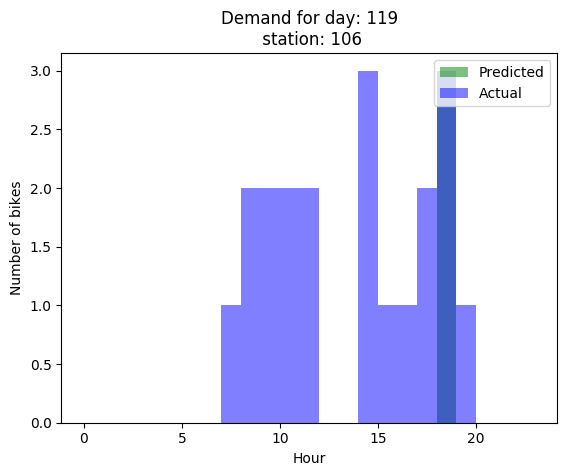 Demand for day: 119
station: 106
Predicted
Actual
3.0
2.5
2.0
1.5
1.0
0.5
0.0
Number of bikes
0
5
10
15
20
Hour